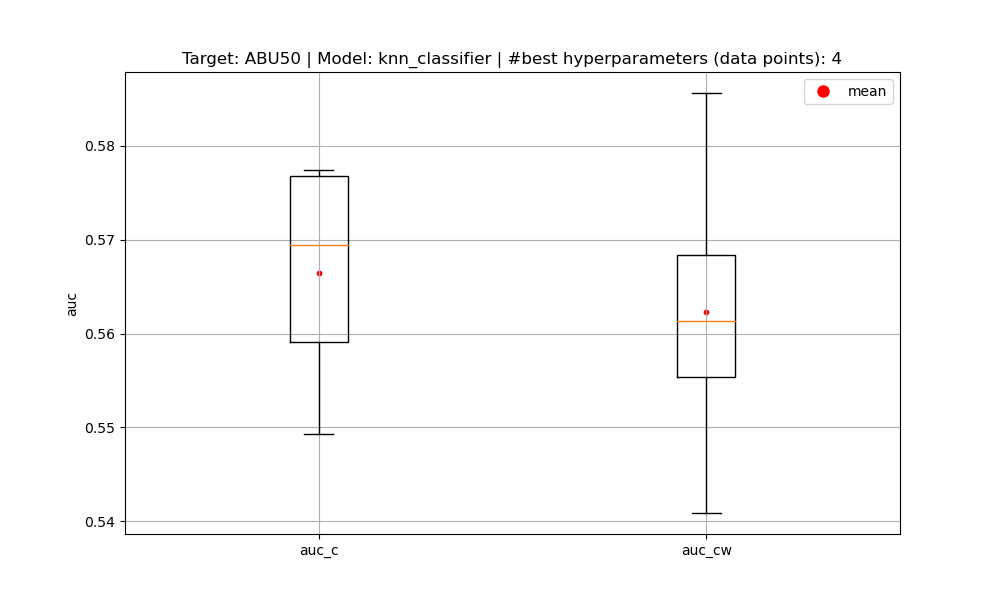 Target: ABU50 | Model: knn_classifier | #best hyperparameters (data points): 4
mean
0.58
0.57
0.56
0.55
0.54
auc
auc_c
auc_cw